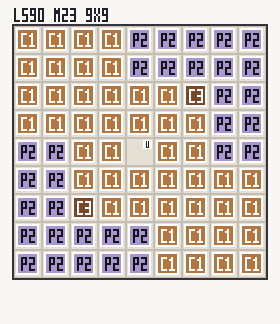 LS90 M23 9X9
C1 C1 C1 C1 P2 P2 P2 P2 P2
C1 C1 C1 C1 P2 P2 P2 P2 P2
C1 C1 C1 C1 C1 C1 C3 P2 P2
C1 C1 C1 C1 C1 C1 C1 P2 P2
P2 P2 C1 C1 U C1 C1 P2 P2
P2 P2 C1 C1 C1 C1 C1 C1 C1
P2 P2 C3 C1 C1 C1 C1 C1 C1
P2 P2 P2 P2 P2 C1 C1 C1 C1
P2 P2 P2 P2 P2 C1 C1 C1 C1